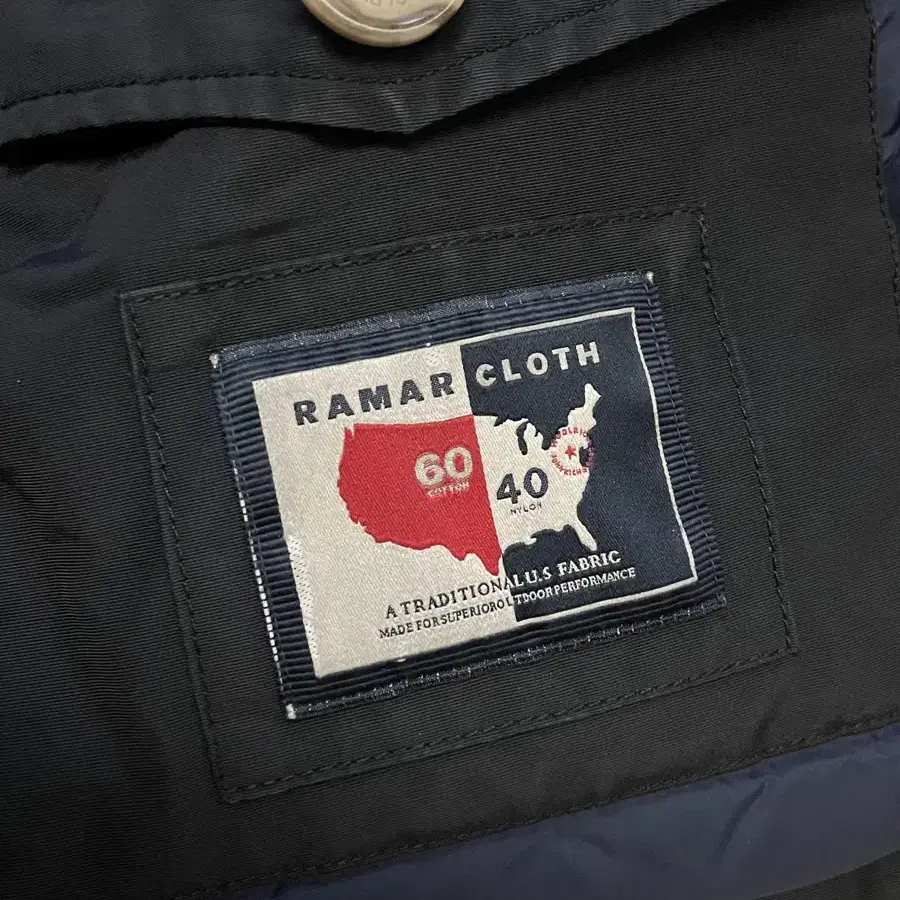 RAMAR CLOTH
60
COTTON
40
NYLON
A TRADITIONAL U.S FABRIC
MADE FOR SUPERIOR OUTDOOR PERFORMANCE